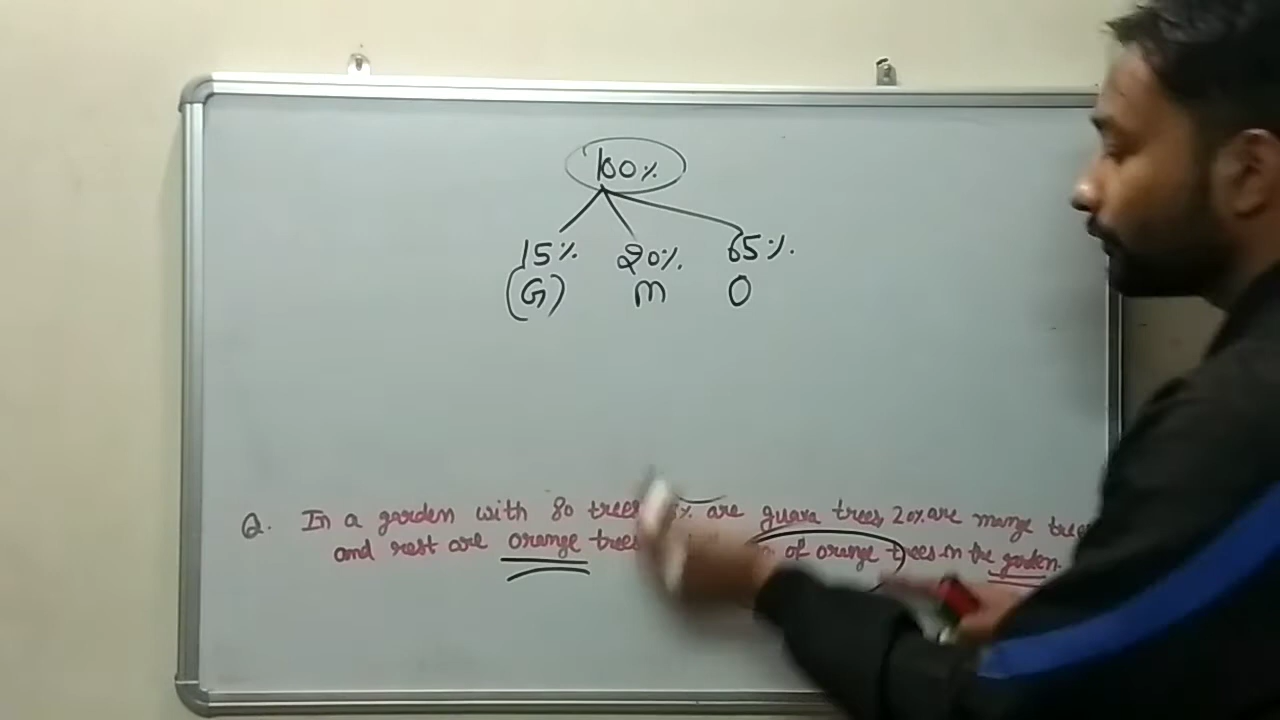 100%
15% 20% 65%.
(G) m O
Q. In a garden with 80 trees are guava trees, 20% are mange
and rest are orange trees of orange trees in the garden.